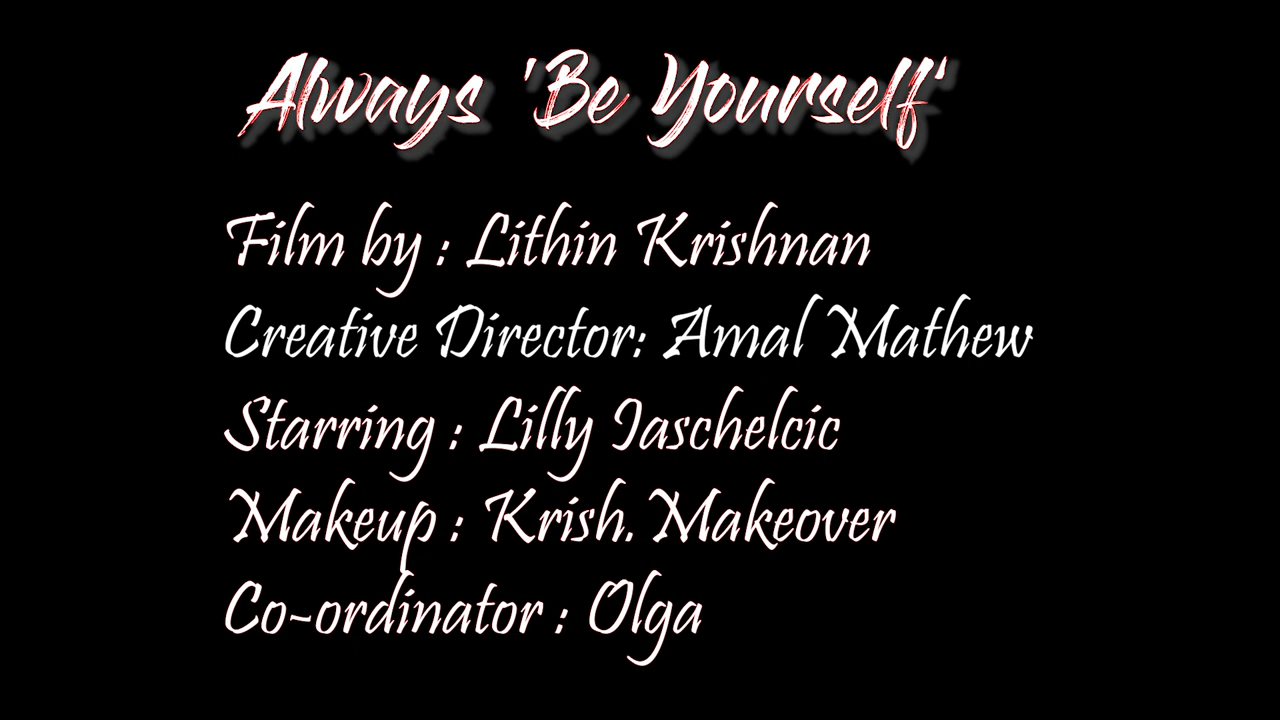 Always 'Be Yourself'
Film by : Lithin Krishnan
Creative Director: Amal Mathew
Starring : Lilly Iaschelcic
Makeup : Krish. Makeover
Co-ordinator : Olga